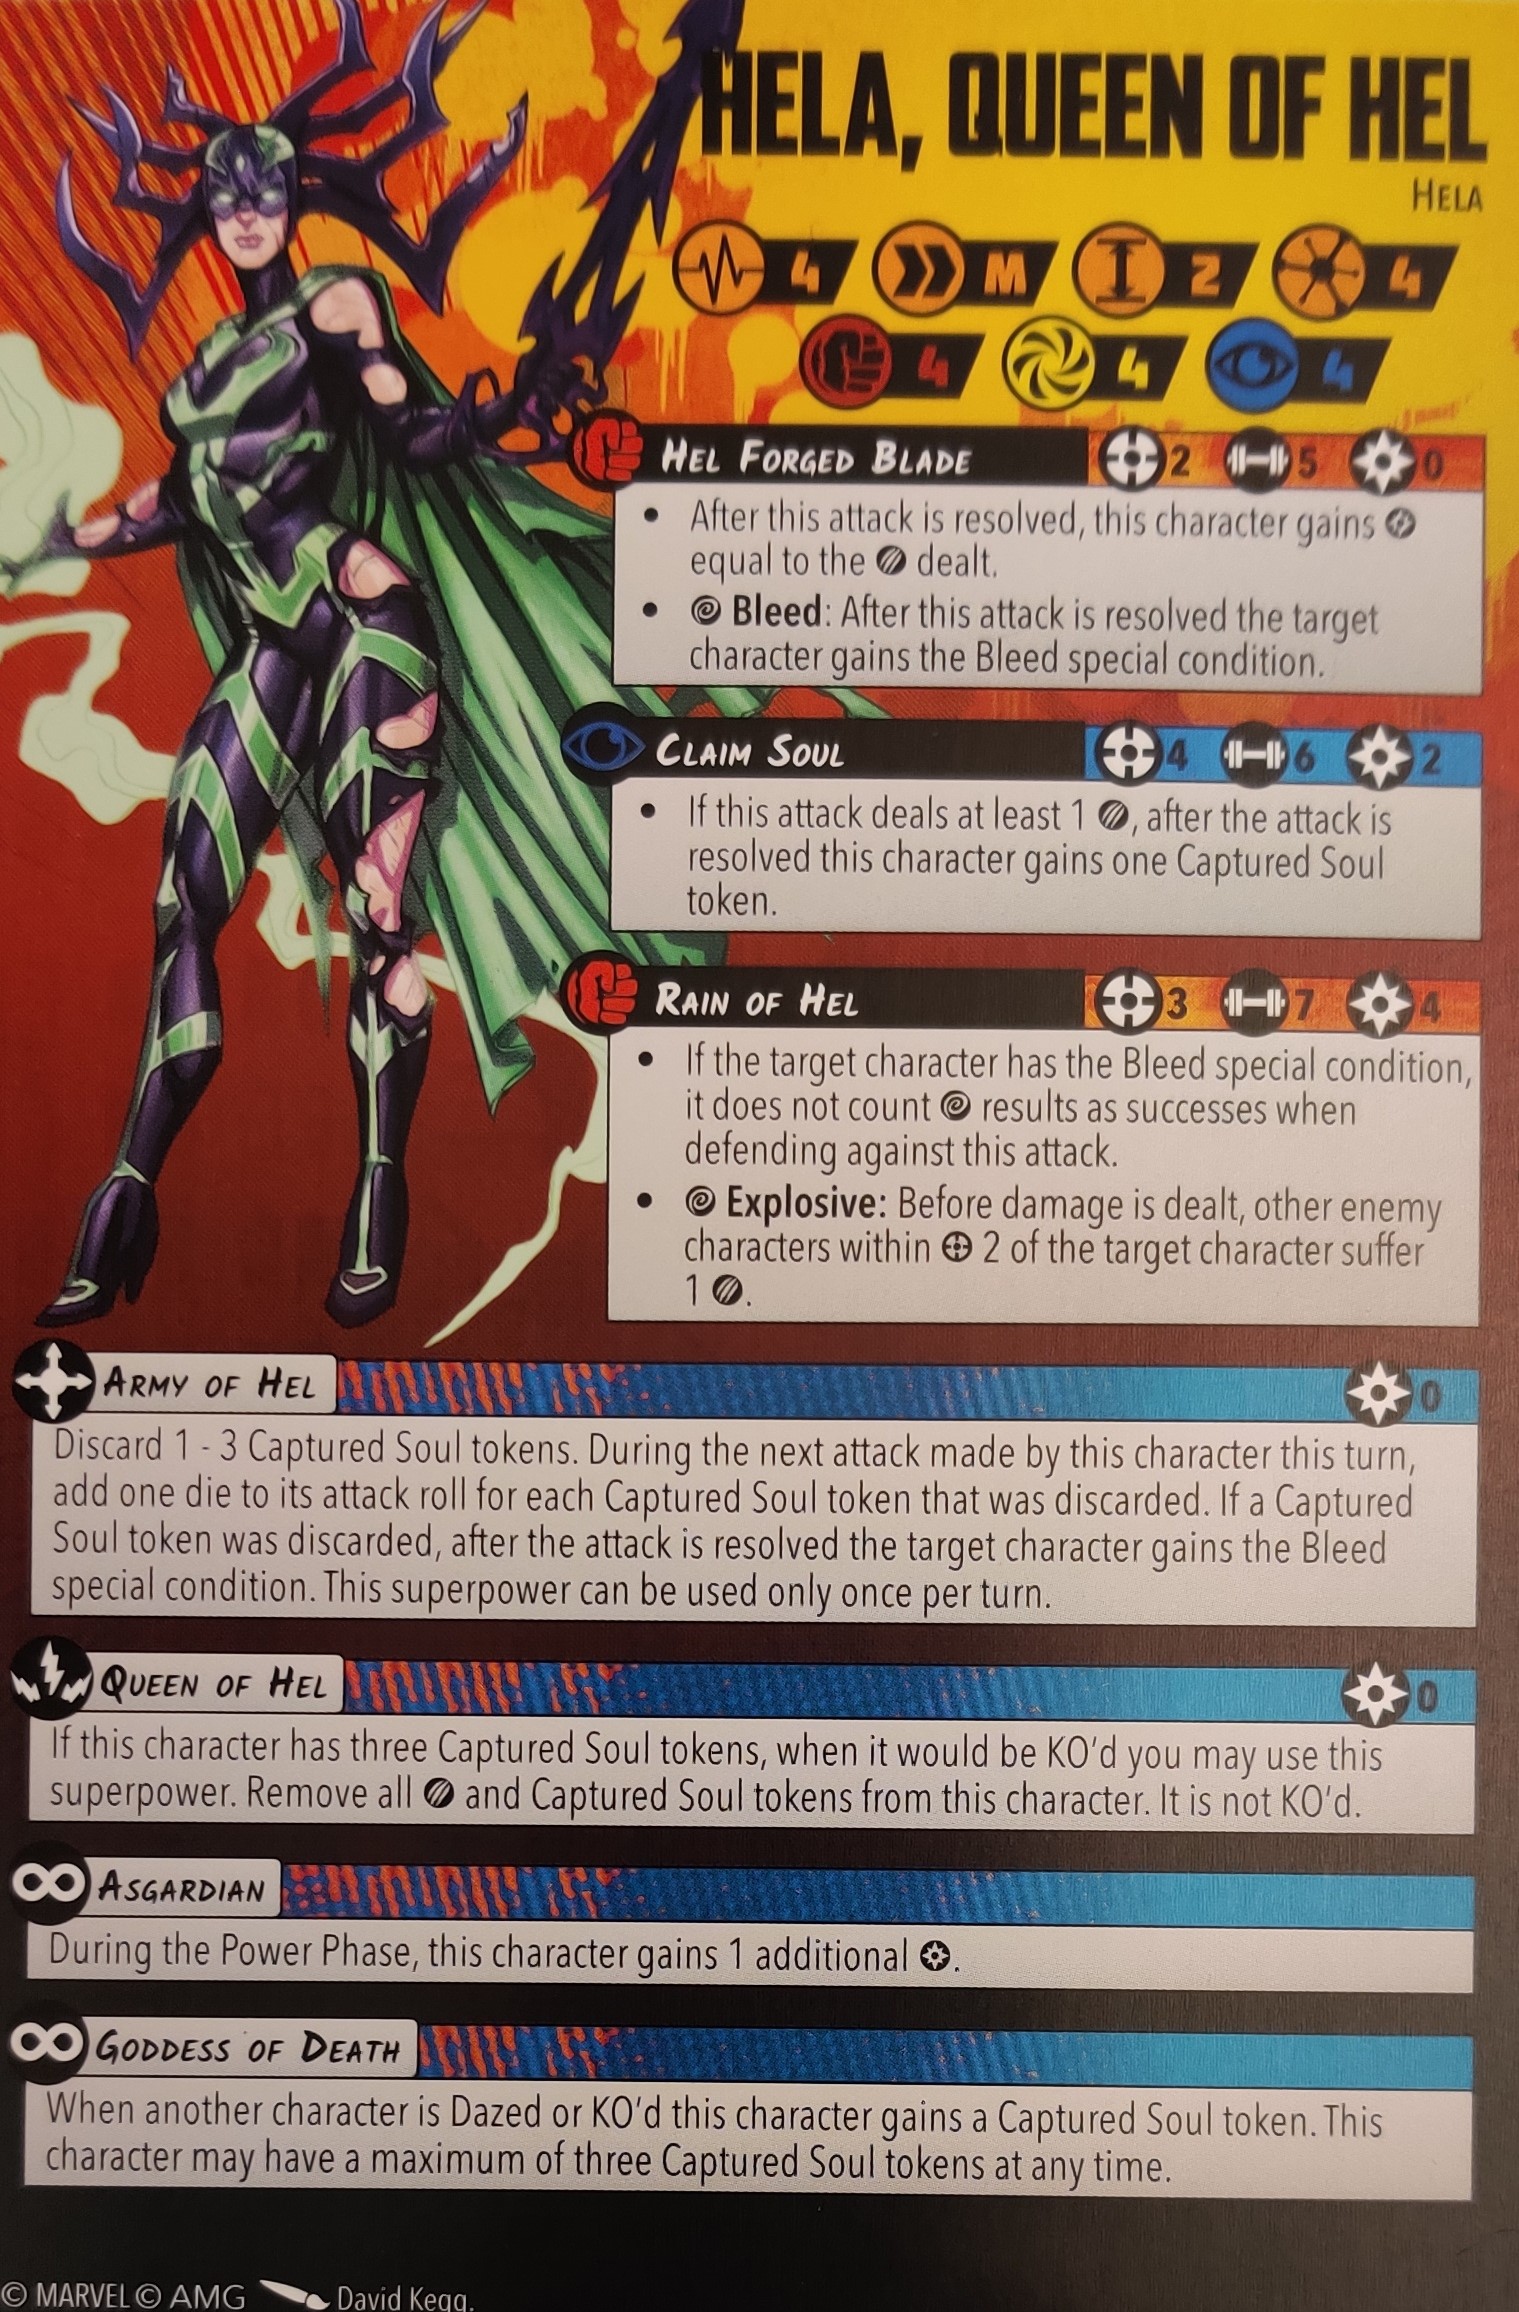 HELA, QUEEN OF HEL
HELA
4 M 2 4
4 4 4
HEL FORGED BLADE 2 5 0
• After this attack is resolved, this character gains
equal to the dealt.
• Bleed: After this attack is resolved the target
character gains the Bleed special condition.
CLAIM SOUL 4 6 2
• If this attack deals at least 1 , after the attack is
resolved this character gains one Captured Soul
token.
RAIN OF HEL 3 7 4
• If the target character has the Bleed special condition,
it does not count results as successes when
defending against this attack.
• Explosive: Before damage is dealt, other enemy
characters within 2 of the target character suffer
1 .
ARMY OF HEL 0
Discard 1 - 3 Captured Soul tokens. During the next attack made by this character this turn,
add one die to its attack roll for each Captured Soul token that was discarded. If a Captured
Soul token was discarded, after the attack is resolved the target character gains the Bleed
special condition. This superpower can be used only once per turn.
QUEEN OF HEL 0
If this character has three Captured Soul tokens, when it would be KO'd you may use this
superpower. Remove all and Captured Soul tokens from this character. It is not KO'd.
ASGARDIAN
During the Power Phase, this character gains 1 additional .
GODDESS OF DEATH
When another character is Dazed or KO'd this character gains a Captured Soul token. This
character may have a maximum of three Captured Soul tokens at any time.
© MARVEL © AMG David Kegg.